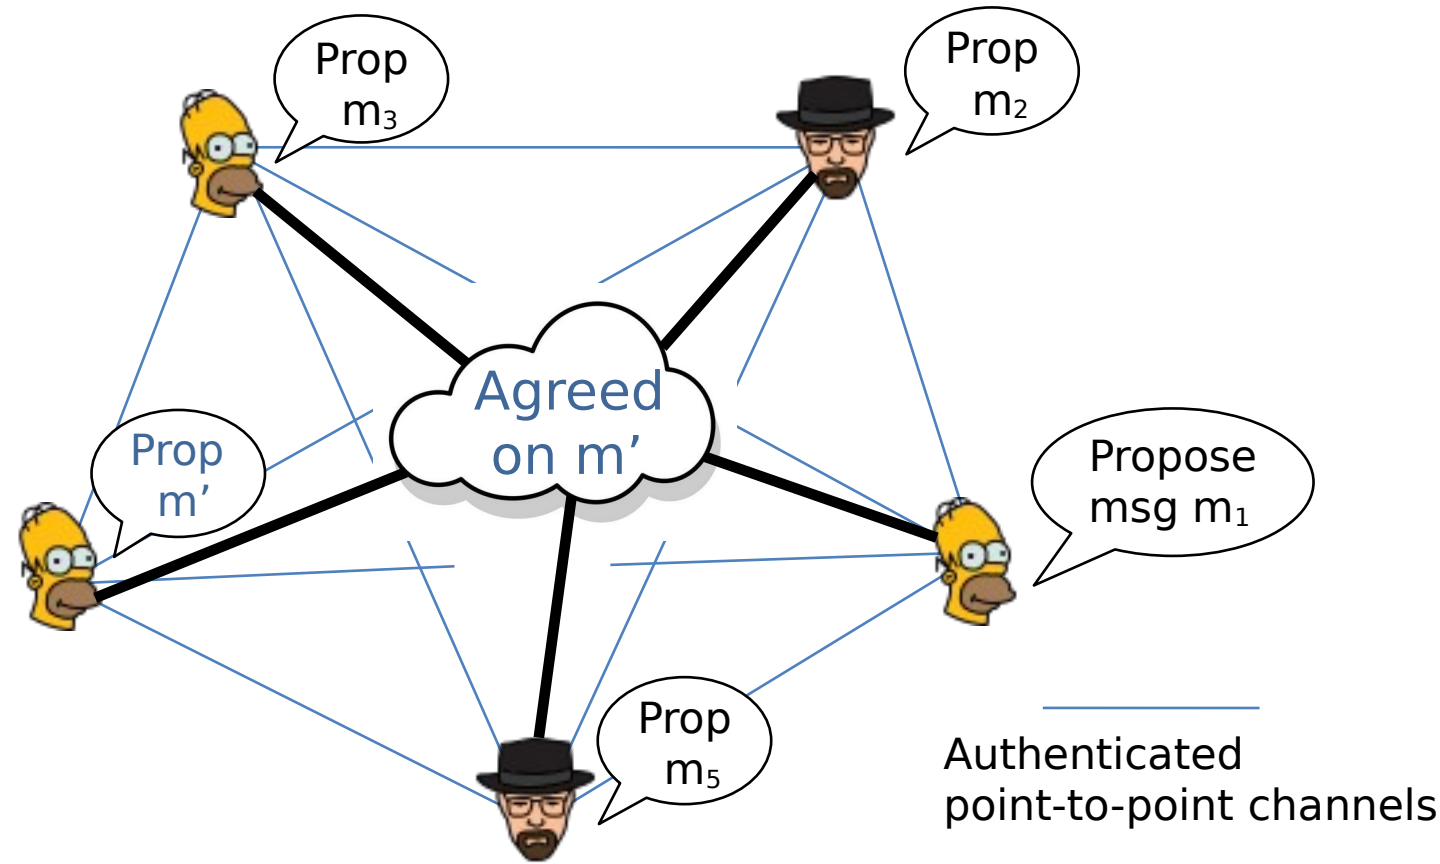 Prop
m₃
Prop
m₂
Agreed
on m’
Prop
m’
Propose
msg m₁
Prop
m₅
Authenticated
point-to-point channels